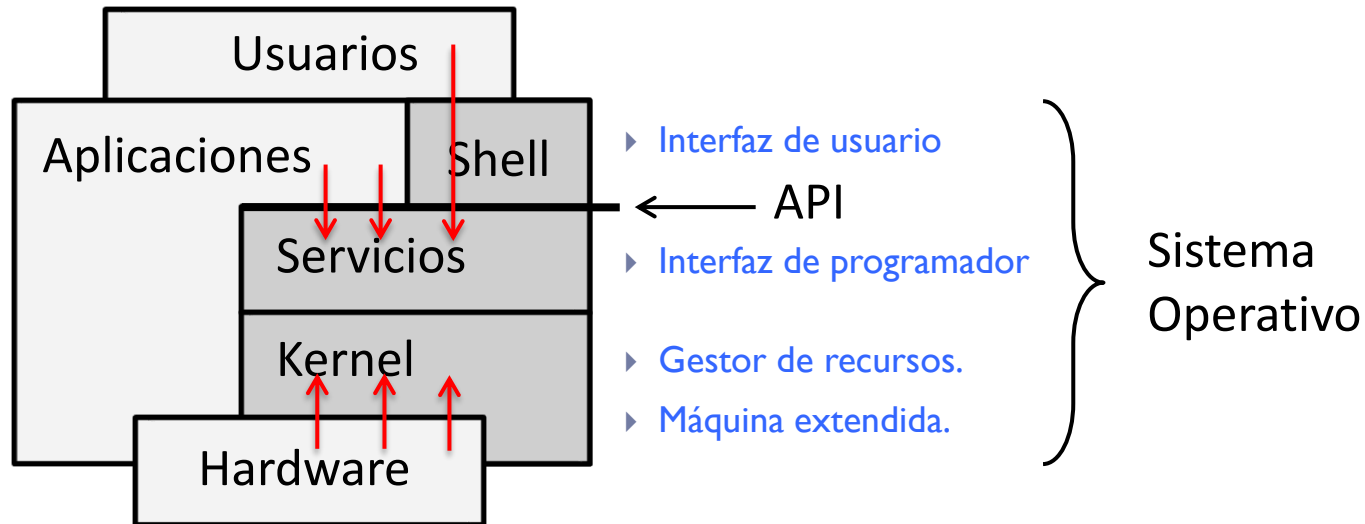 Usuarios
Aplicaciones
Shell
Interfaz de usuario
API
Servicios
Interfaz de programador
Sistema
Operativo
Kernel
Gestor de recursos.
Máquina extendida.
Hardware